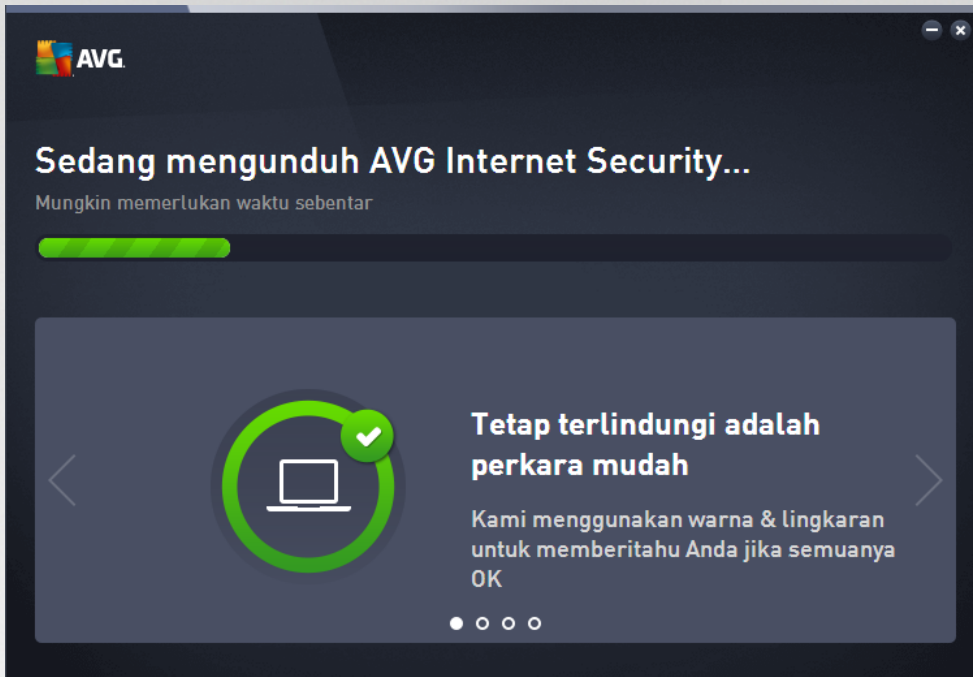 AVG.
Sedang mengunduh AVG Internet Security...
Mungkin memerlukan waktu sebentar
Tetap terlindungi adalah
perkara mudah
Kami menggunakan warna & lingkaran
untuk memberitahu Anda jika semuanya
OK